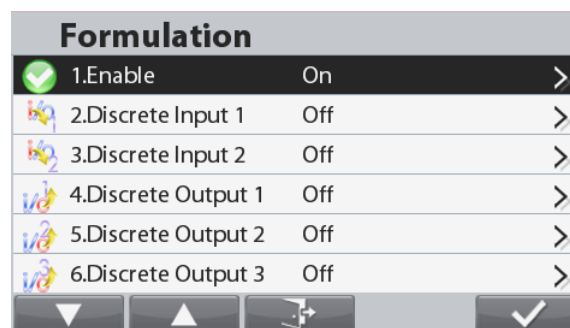 Formulation
1.Enable On
2.Discrete Input 1 Off
3.Discrete Input 2 Off
4.Discrete Output 1 Off
5.Discrete Output 2 Off
6.Discrete Output 3 Off